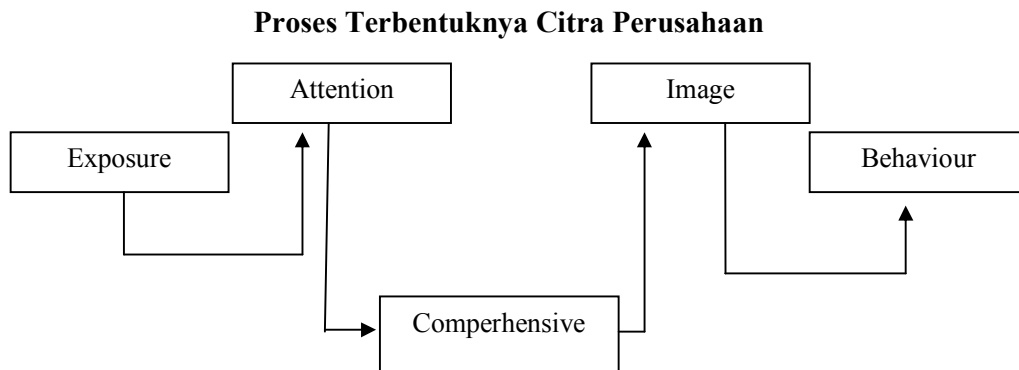 Proses Terbentuknya Citra Perusahaan
Attention
Image
Exposure
Behaviour
Comperhensive